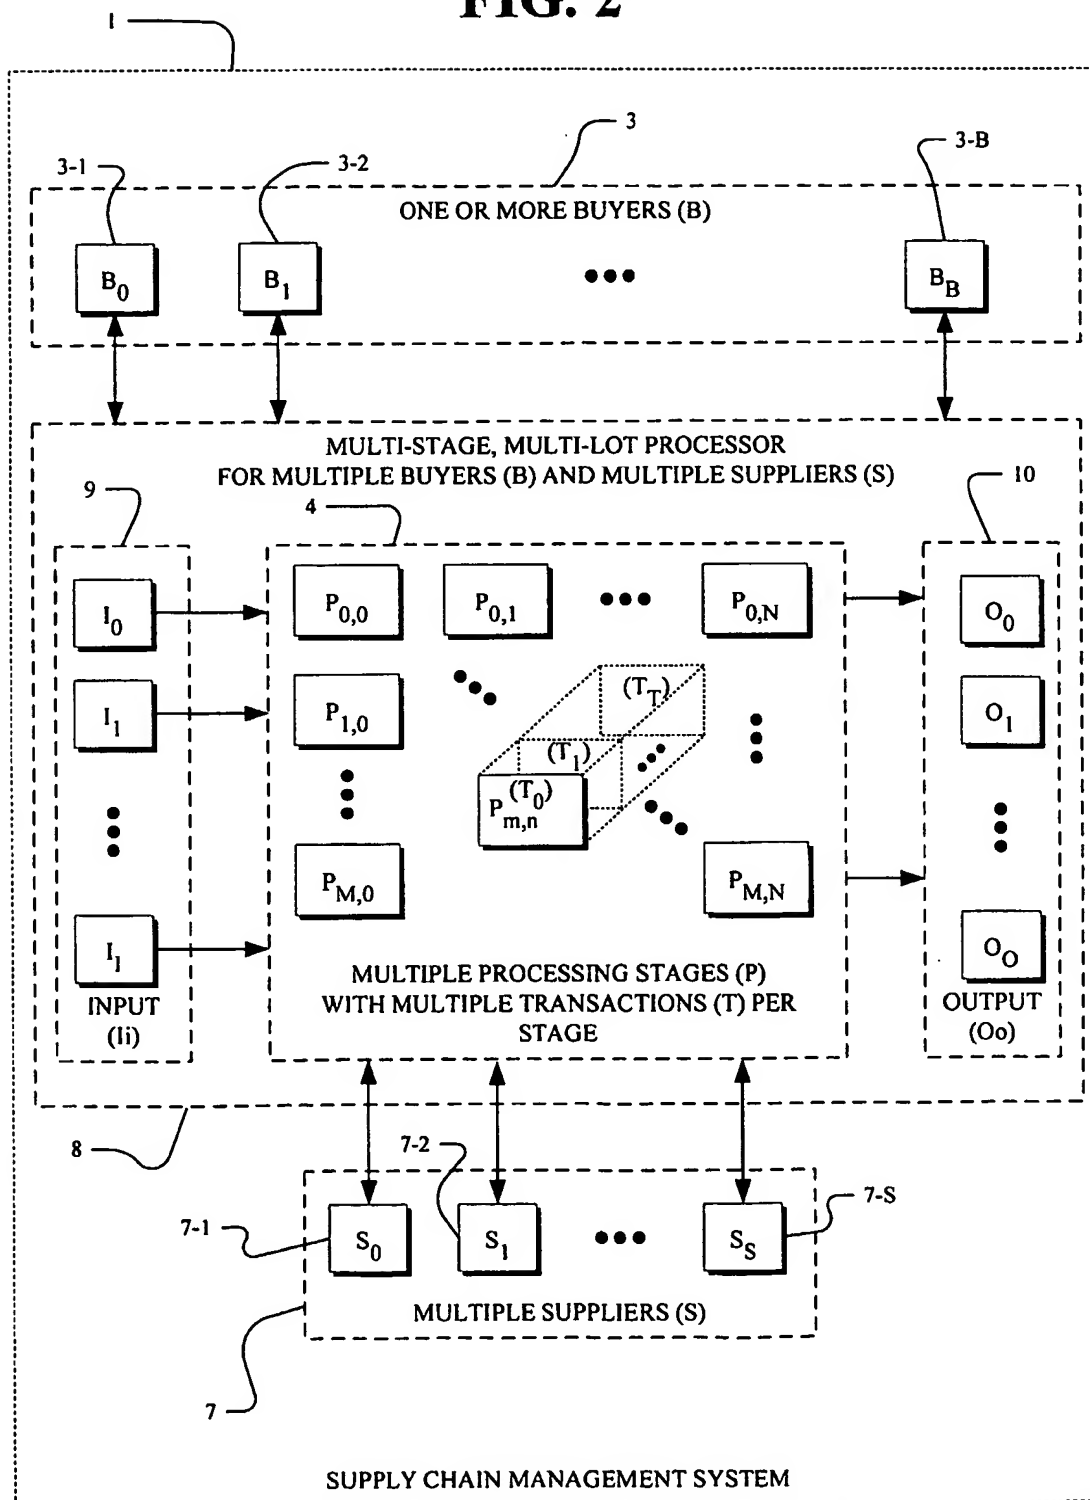 FIG. 2
1
3
3-1
3-2
3-B
ONE OR MORE BUYERS (B)
B0
B1
BB
MULTI-STAGE, MULTI-LOT PROCESSOR
FOR MULTIPLE BUYERS (B) AND MULTIPLE SUPPLIERS (S)
9
4
10
I0
P0,0
P0,1
P0,N
O0
I1
P1,0
(TT)
(T1)
(T0)
Pm,n
O1
PM,0
PM,N
II
OO
INPUT
(Ii)
MULTIPLE PROCESSING STAGES (P)
WITH MULTIPLE TRANSACTIONS (T) PER
STAGE
OUTPUT
(Oo)
8
7-2
7-1
7-S
S0
S1
SS
MULTIPLE SUPPLIERS (S)
7
SUPPLY CHAIN MANAGEMENT SYSTEM